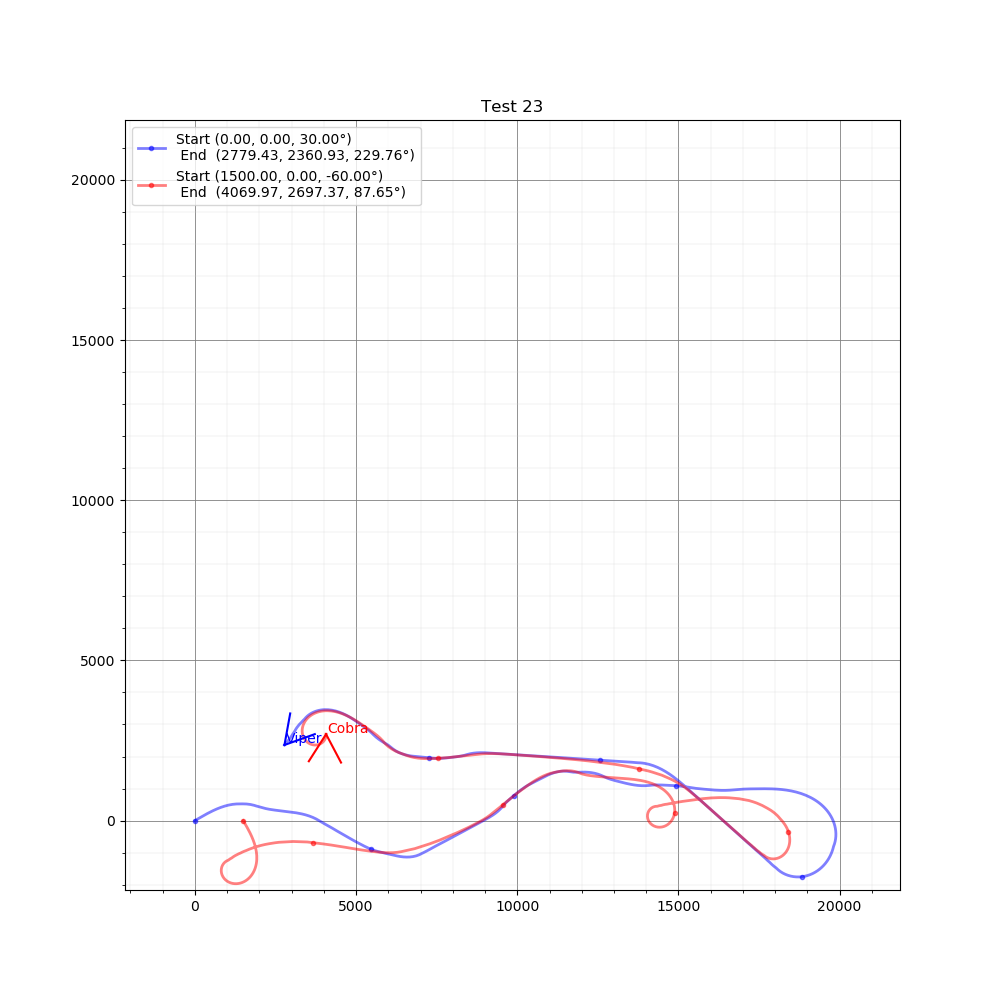 Test 23
Start (0.00, 0.00, 30.00°)
End (2779.43, 2360.93, 229.76°)
Start (1500.00, 0.00, -60.00°)
End (4069.97, 2697.37, 87.65°)
20000
15000
10000
5000
0
Cobra
Viper
0 5000 10000 15000 20000